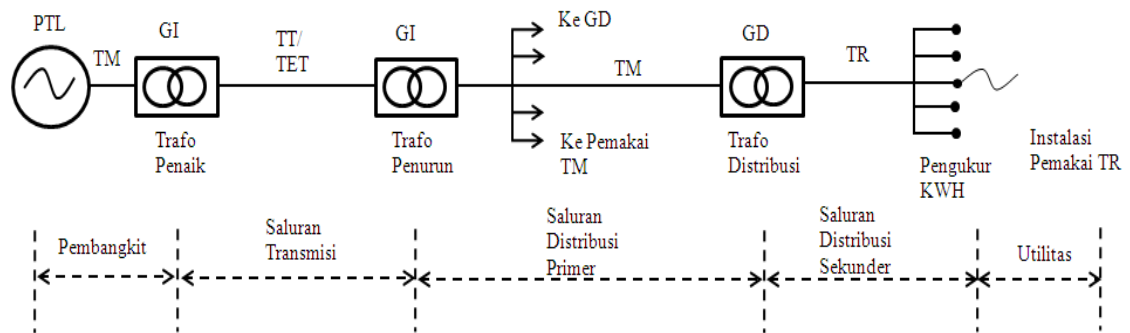 PTL
TM
GI
Trafo
Penaik
TT/
TET
GI
Trafo
Penurun
Ke GD
TM
Ke Pemakai
TM
GD
Trafo
Distribusi
TR
Pengukur
KWH
Instalasi
Pemakai TR
Pembangkit
Saluran
Transmisi
Saluran
Distribusi
Primer
Saluran
Distribusi
Sekunder
Utilitas